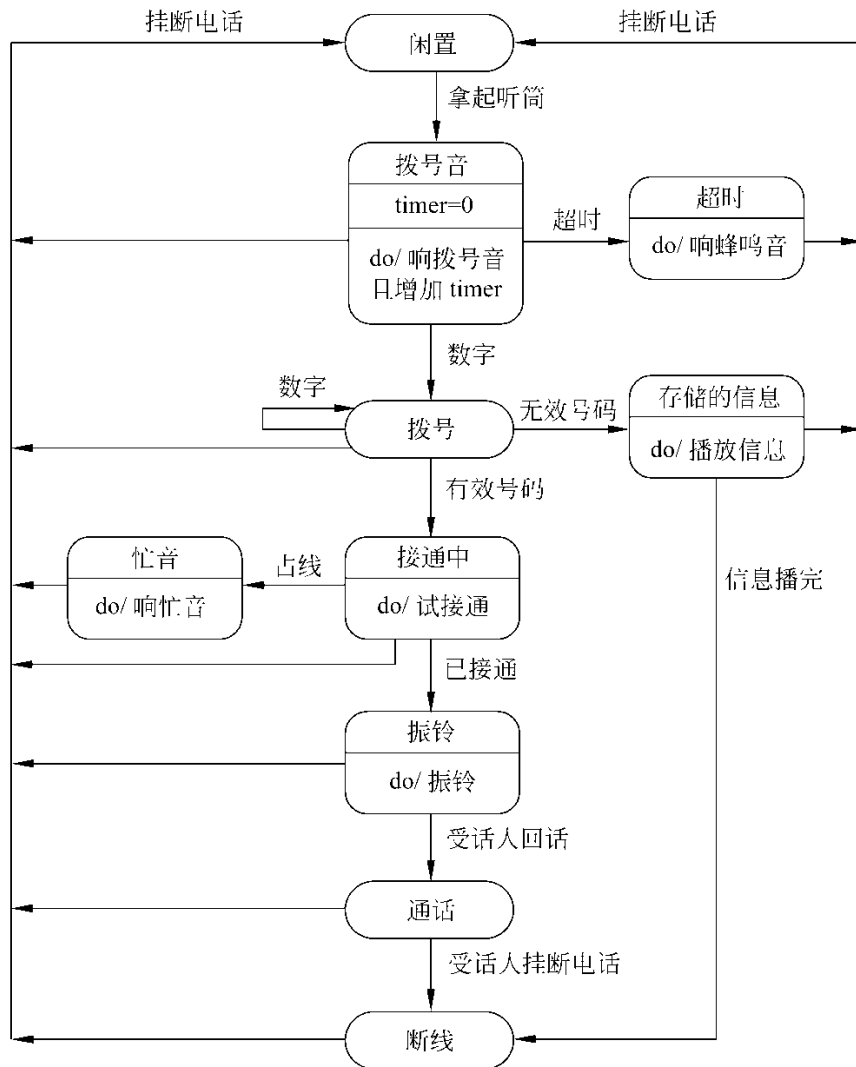 挂断电话
闲置
挂断电话
拿起听筒
拨号音
timer=0
do/ 响拨号音
且增加 timer
超时
超时
do/ 响蜂鸣音
数字
数字
拨号
无效号码
存储的信息
do/ 播放信息
有效号码
忙音
do/ 响忙音
占线
接通中
do/ 试接通
信息播完
已接通
振铃
do/ 振铃
受话人回话
通话
受话人挂断电话
断线